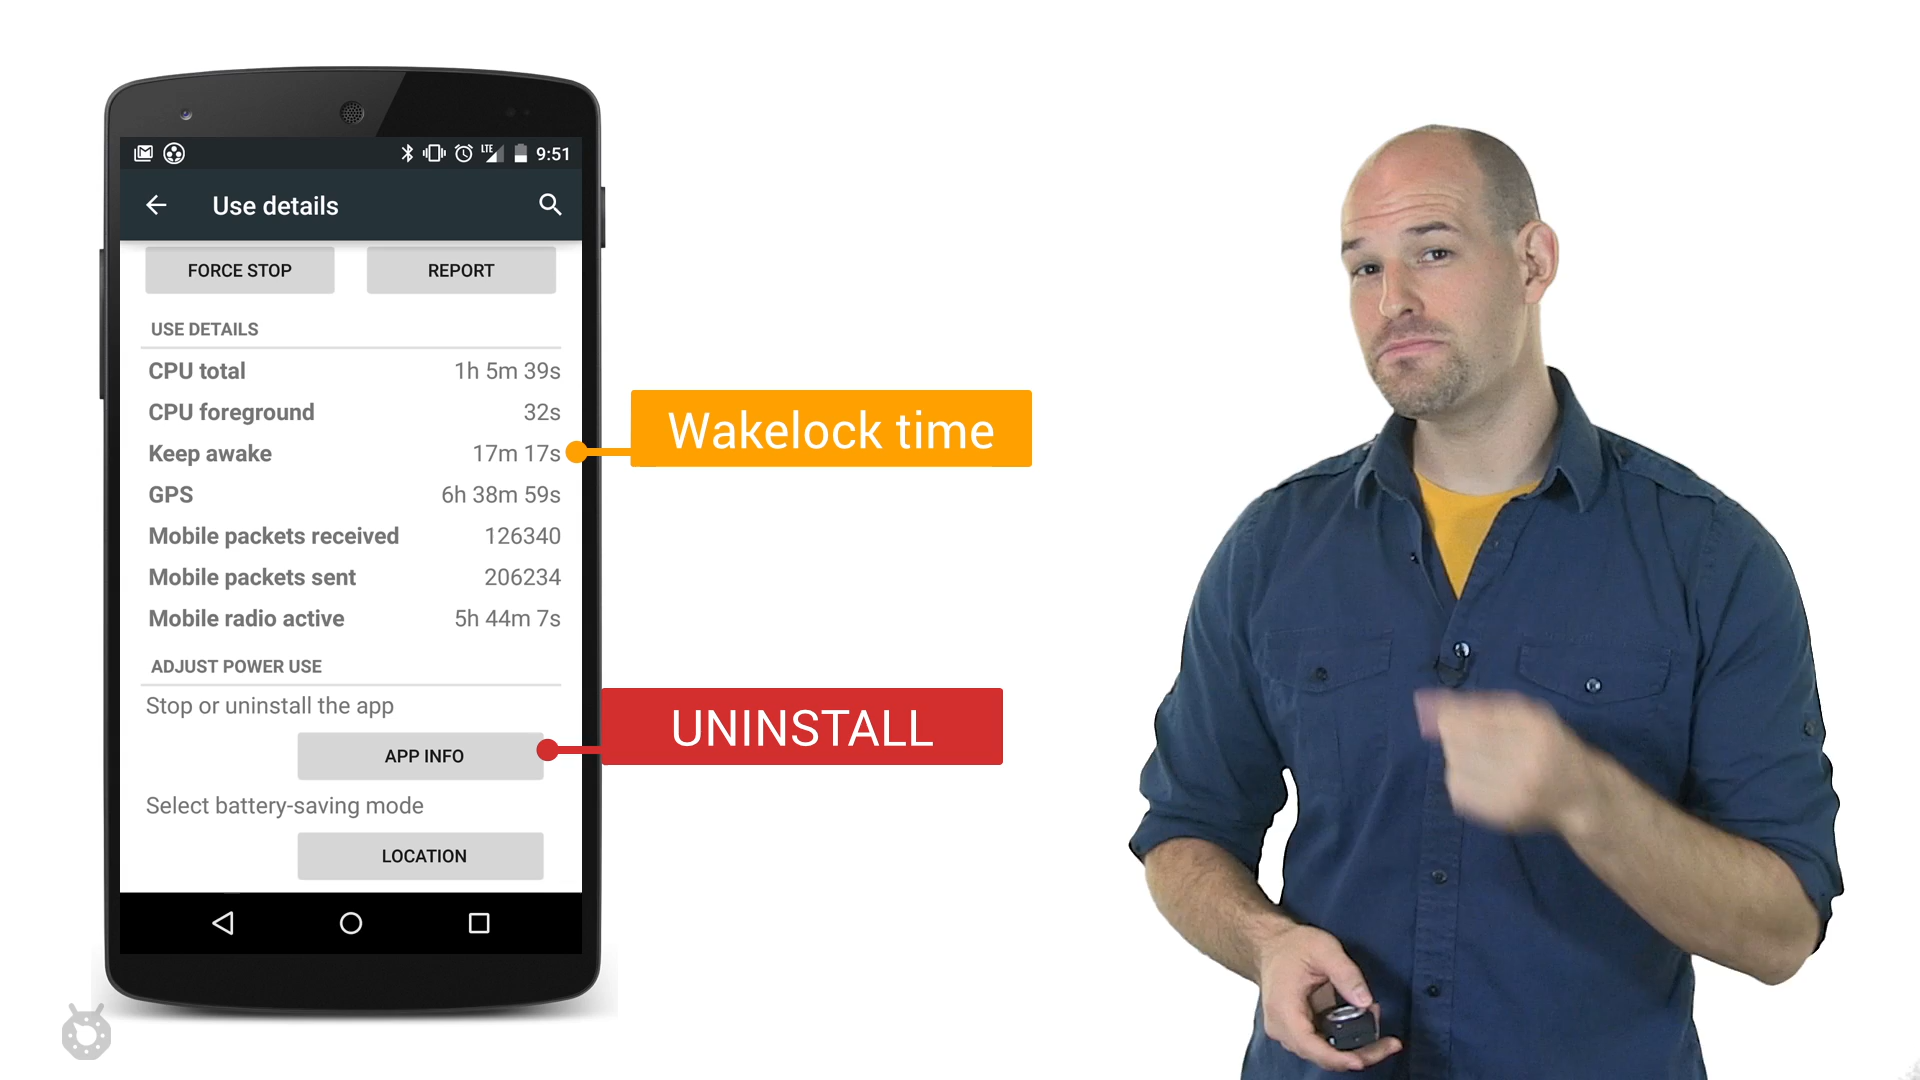 LTE 9:51
Use details
FORCE STOP REPORT
USE DETAILS
CPU total 1h 5m 39s
CPU foreground 32s
Keep awake 17m 17s
Wakelock time
GPS 6h 38m 59s
Mobile packets received 126340
Mobile packets sent 206234
Mobile radio active 5h 44m 7s
ADJUST POWER USE
Stop or uninstall the app
APP INFO
UNINSTALL
Select battery-saving mode
LOCATION